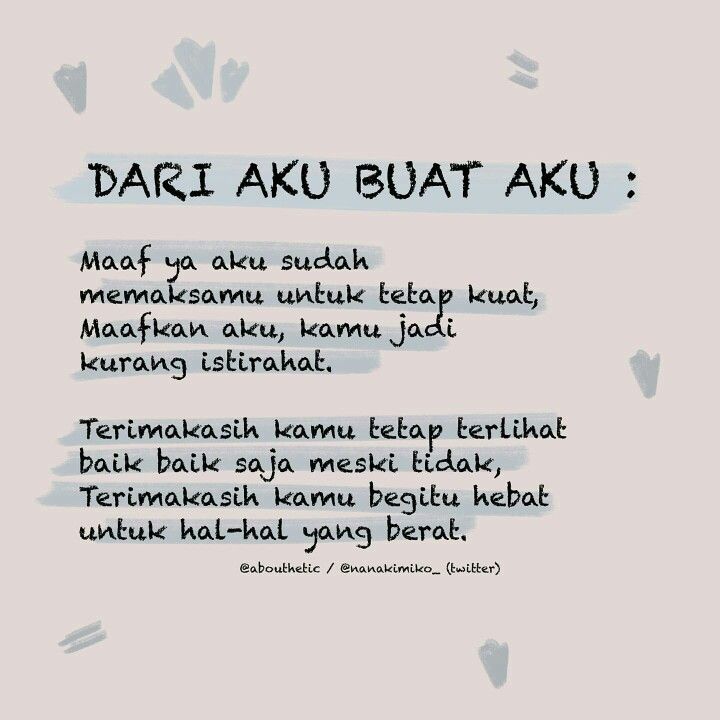 DARI AKU BUAT AKU :
Maaf ya aku sudah
memaksamu untuk tetap kuat,
Maafkan aku, kamu jadi
kurang istirahat.
Terimakasih kamu tetap terlihat
baik baik saja meski tidak,
Terimakasih kamu begitu hebat
untuk hal-hal yang berat.
@abouthetic / @nanakimiko_ (twitter)